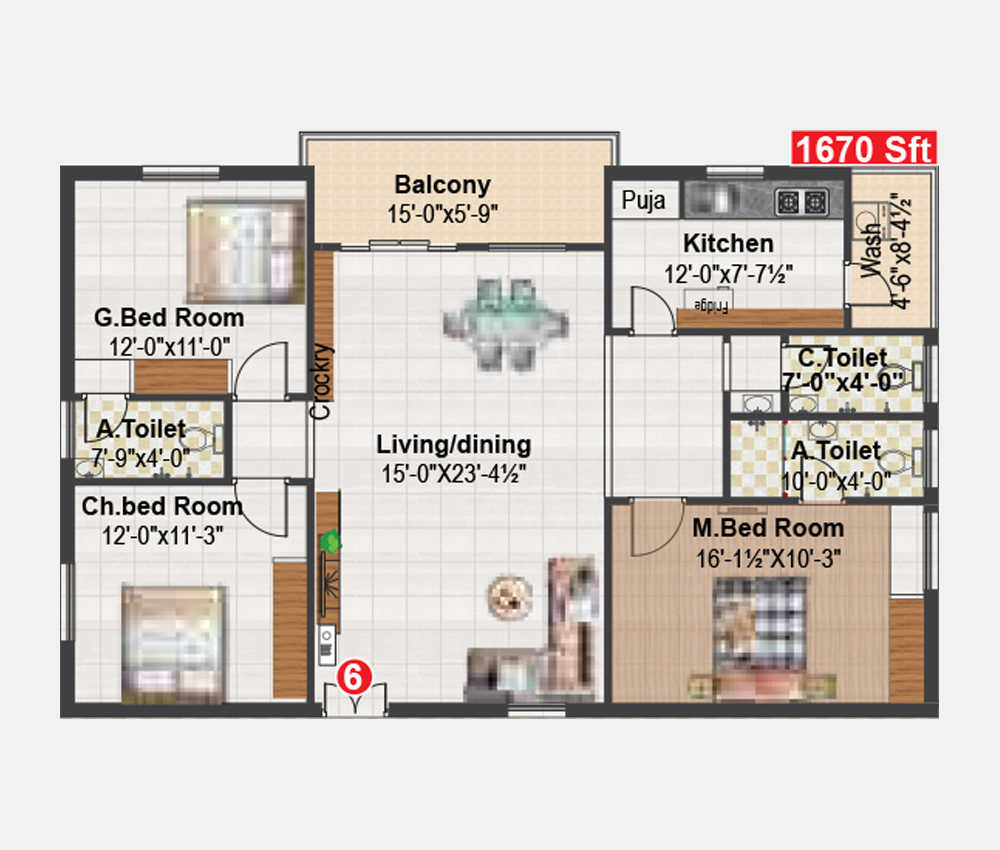 1670 Sft
Balcony
15'-0"x5'-9"
Puja
Kitchen
12'-0"x7'-7½"
Fridge
Wash
4'-6"x8'-4½"
G.Bed Room
12'-0"x11'-0"
Crockry
C.Toilet
7'-0"x4'-0"
A.Toilet
7'-9"x4'-0"
Living/dining
15'-0"X23'-4½"
A.Toilet
10'-0"x4'-0"
Ch.bed Room
12'-0"x11'-3"
M.Bed Room
16'-1½"X10'-3"
6